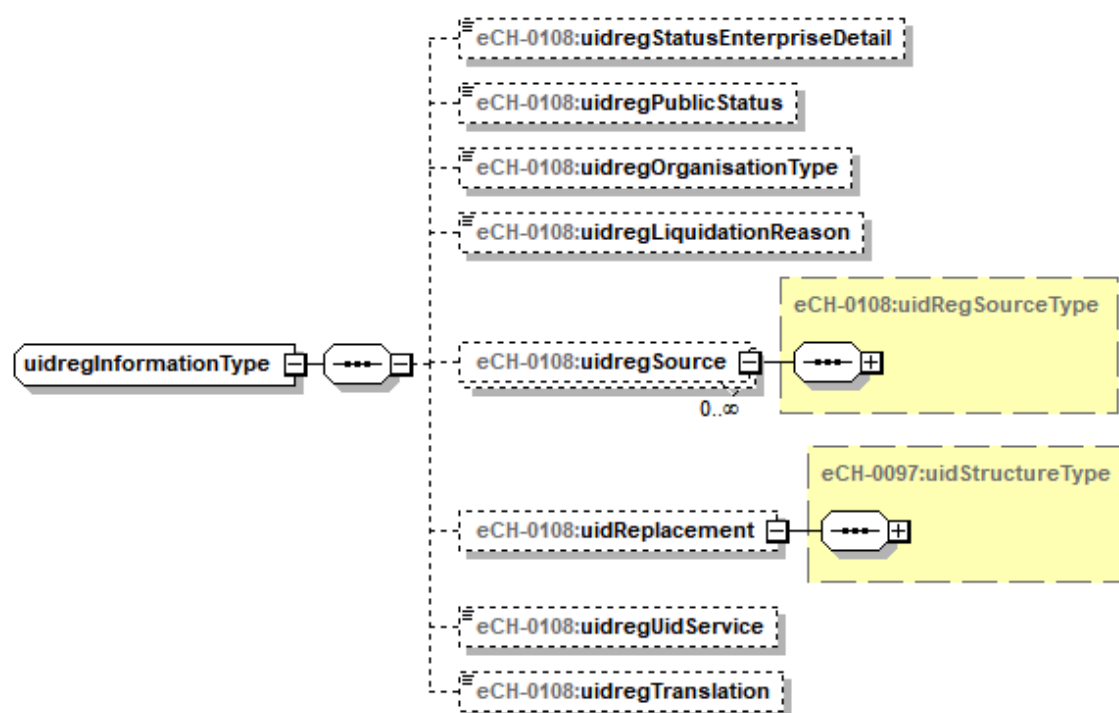 eCH-0108:uidregStatusEnterpriseDetail
eCH-0108:uidregPublicStatus
eCH-0108:uidregOrganisationType
eCH-0108:uidregLiquidationReason
eCH-0108:uidRegSourceType
uidregInformationType
eCH-0108:uidregSource
0..∞
eCH-0097:uidStructureType
eCH-0108:uidReplacement
eCH-0108:uidregUidService
eCH-0108:uidregTranslation